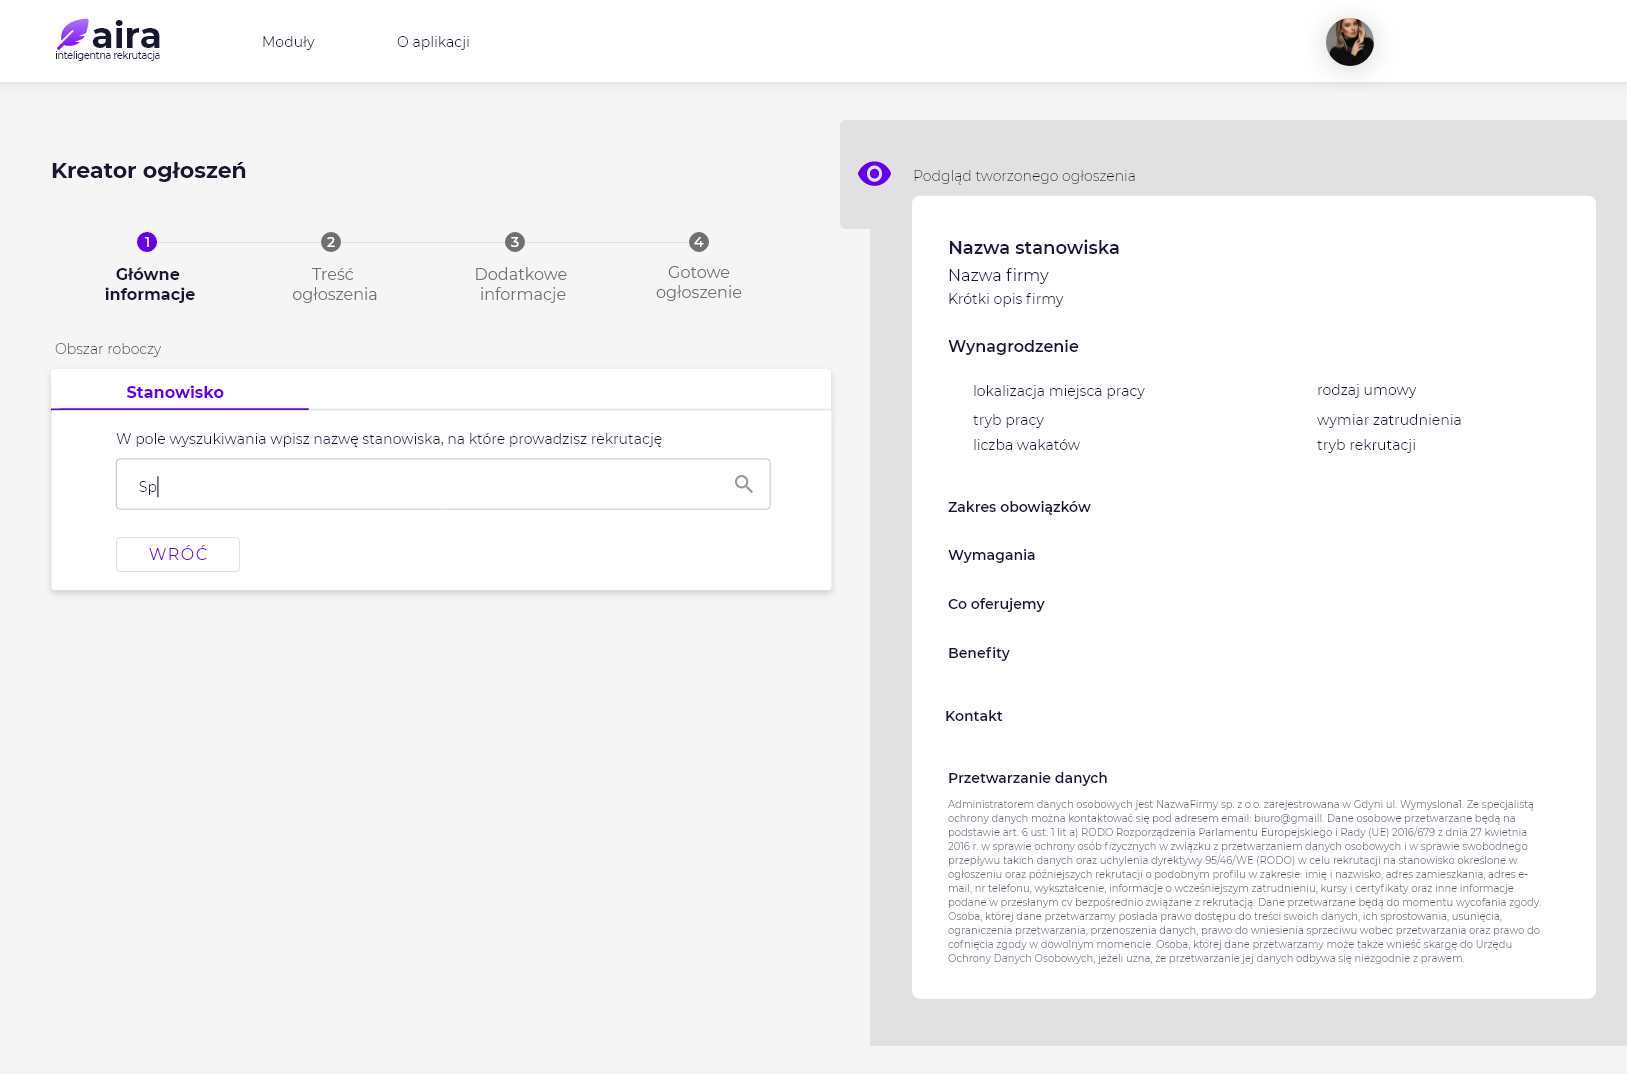 aira
inteligentna rekrutacja
Moduły
O aplikacji
Kreator ogłoszeń
1
2
3
4
Główne
informacje
Treść
ogłoszenia
Dodatkowe
informacje
Gotowe
ogłoszenie
Obszar roboczy
Stanowisko
W pole wyszukiwania wpisz nazwę stanowiska, na które prowadzisz rekrutację
Sp
WRÓĆ
Podgląd tworzonego ogłoszenia
Nazwa stanowiska
Nazwa firmy
Krótki opis firmy
Wynagrodzenie
lokalizacja miejsca pracy
rodzaj umowy
tryb pracy
wymiar zatrudnienia
liczba wakatów
tryb rekrutacji
Zakres obowiązków
Wymagania
Co oferujemy
Benefity
Kontakt
Przetwarzanie danych
Administratorem danych osobowych jest NazwaFirmy sp. z o.o. zarejestrowana w Gdyni ul. Wymyslona1. Ze specjalistą
ochrony danych można kontaktować się pod adresem email: biuro@gmaill. Dane osobowe przetwarzane będą na
podstawie art. 6 ust. 1 lit a) RODO Rozporządzenia Parlamentu Europejskiego i Rady (UE) 2016/679 z dnia 27 kwietnia
2016 r. w sprawie ochrony osób fizycznych w związku z przetwarzaniem danych osobowych i w sprawie swobodnego
przepływu takich danych oraz uchylenia dyrektywy 95/46/WE (RODO) w celu rekrutacji na stanowisko określone w
ogłoszeniu oraz późniejszych rekrutacji o podobnym profilu w zakresie: imię i nazwisko, adres zamieszkania, adres e-
mail, nr telefonu, wykształcenie, informacje o wcześniejszym zatrudnieniu, kursy i certyfikaty oraz inne informacje
podane w przesłanym cv bezpośrednio związane z rekrutacją. Dane przetwarzane będą do momentu wycofania zgody.
Osoba, której dane przetwarzamy posiada prawo dostępu do treści swoich danych, ich sprostowania, usunięcia,
ograniczenia przetwarzania, przenoszenia danych, prawo do wniesienia sprzeciwu wobec przetwarzania oraz prawo do
cofnięcia zgody w dowolnym momencie. Osoba, której dane przetwarzamy może także wnieść skargę do Urzędu
Ochrony Danych Osobowych, jeżeli uzna, że przetwarzanie jej danych odbywa się niezgodnie z prawem.